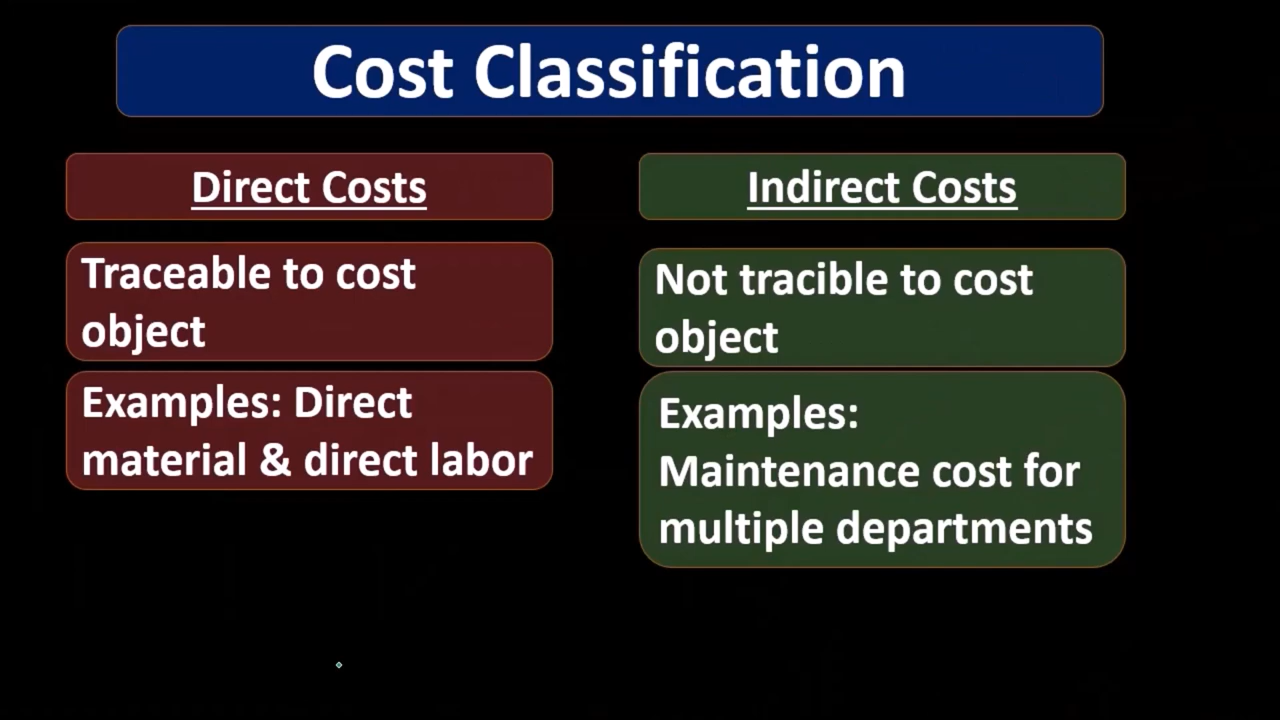 Cost Classification
Direct Costs
Traceable to cost
object
Examples: Direct
material & direct labor
Indirect Costs
Not tracible to cost
object
Examples:
Maintenance cost for
multiple departments